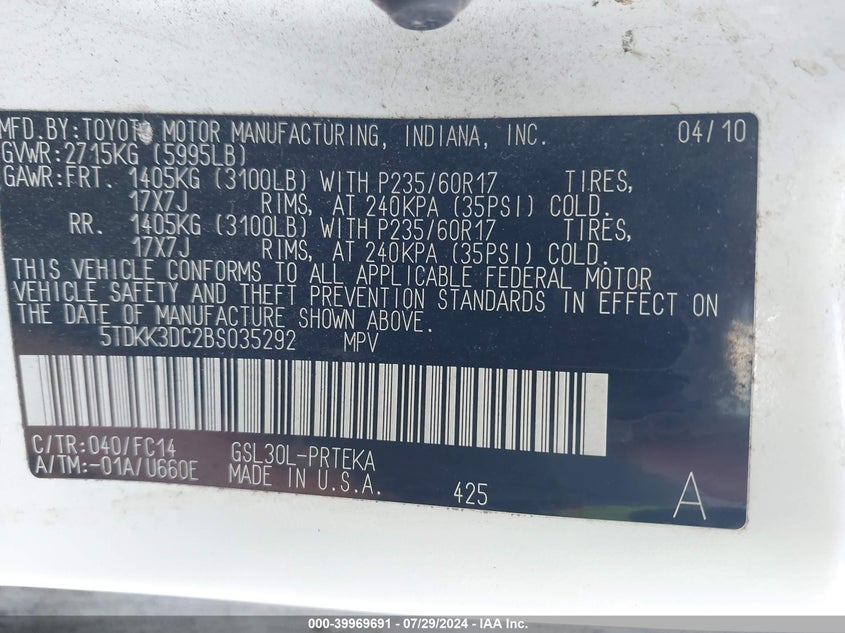 MFD.BY:TOYOTA MOTOR MANUFACTURING, INDIANA, INC. 04/10
GVWR:2715KG (5995LB)
GAWR:FRT. 1405KG (3100LB) WITH P235/60R17 TIRES,
17X7J RIMS, AT 240KPA (35PSI) COLD.
RR. 1405KG (3100LB) WITH P235/60R17 TIRES,
17X7J RIMS, AT 240KPA (35PSI) COLD.
THIS VEHICLE CONFORMS TO ALL APPLICABLE FEDERAL MOTOR
VEHICLE SAFETY AND THEFT PREVENTION STANDARDS IN EFFECT ON
THE DATE OF MANUFACTURE SHOWN ABOVE.
5TDKK3DC2BS035292 MPV
C/TR:040/FC14 GSL30L-PRTEKA
A/TM:-01A/U660E MADE IN U.S.A. 425 A
000-39969691 - 07/29/2024 - IAA Inc.